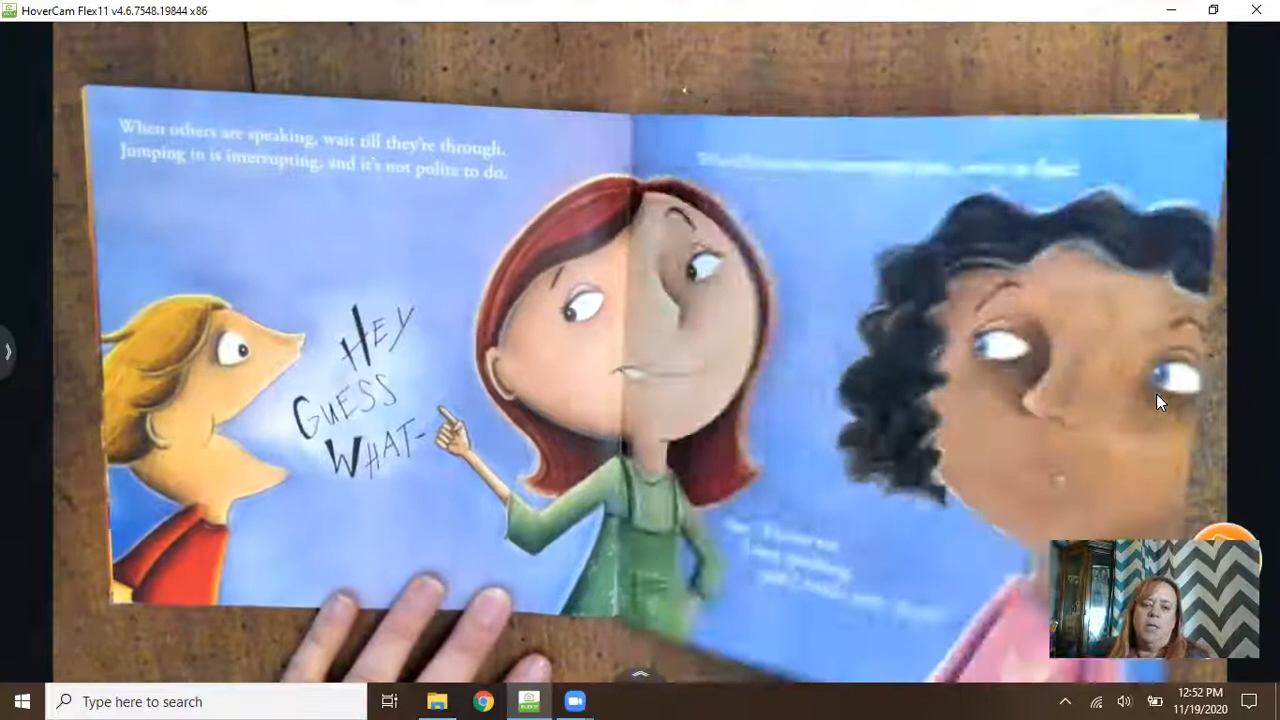 HoverCam Flex11 v4.6.7548.19844 x86
When others are speaking, wait till they're through.
Jumping in is interrupting, and it's not polite to do.
HEY
GUESS
WHAT-
Type here to search
12:52 PM
11/19/2020